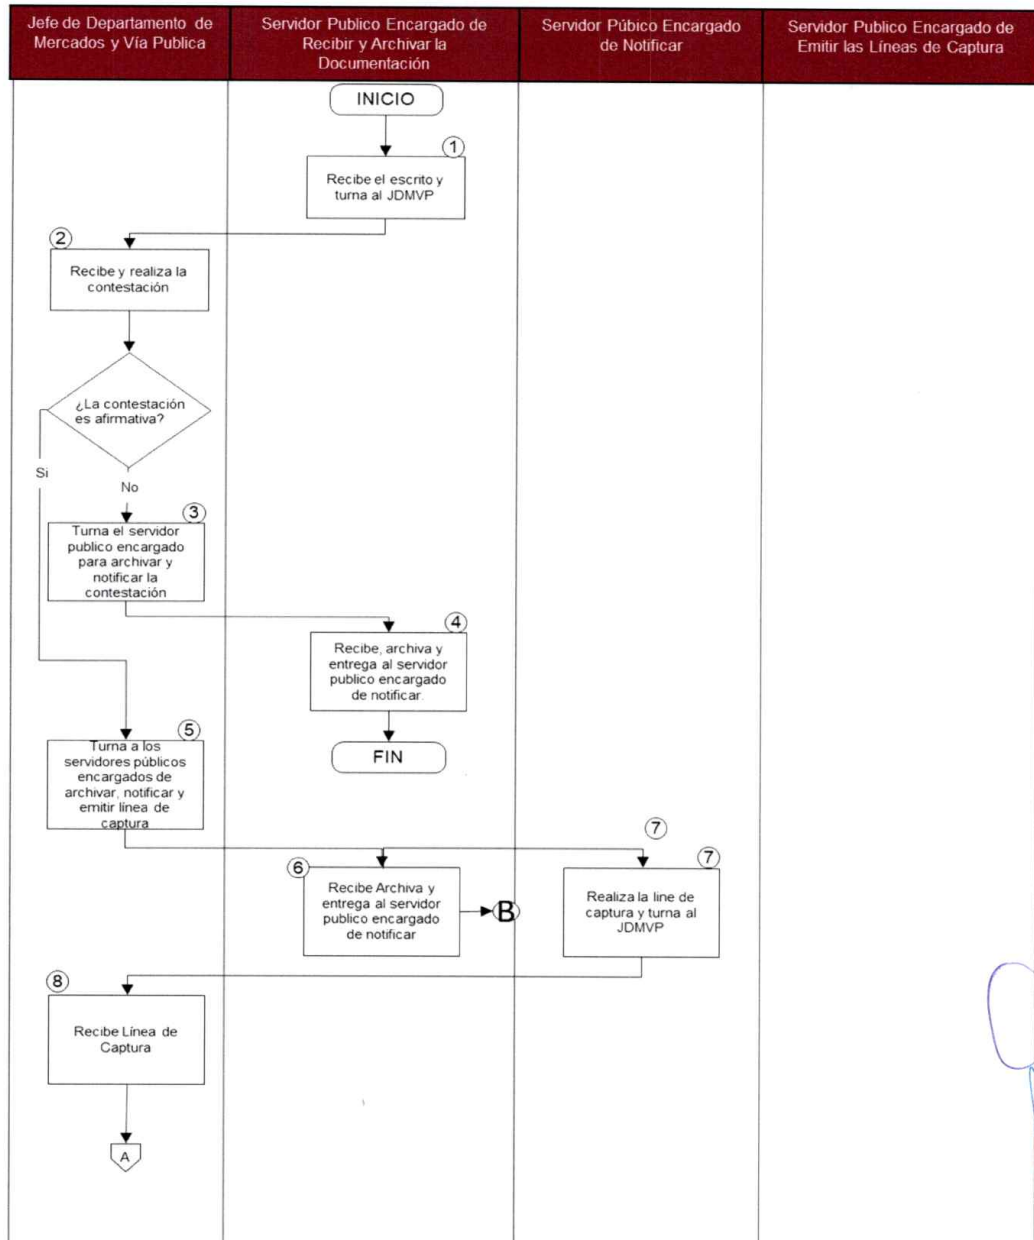 Jefe de Departamento de
Mercados y Vía Publica
Servidor Publico Encargado de
Recibir y Archivar la
Documentación
Servidor Púbico Encargado
de Notificar
Servidor Publico Encargado de
Emitir las Líneas de Captura
INICIO
1
Recibe el escrito y
turna al JDMVP
2
Recibe y realiza la
contestación
¿La contestación
es afirmativa?
Si
No
3
Turna el servidor
publico encargado
para archivar y
notificar la
contestación
4
Recibe, archiva y
entrega al servidor
publico encargado
de notificar.
FIN
5
Turna a los
servidores públicos
encargados de
archivar, notificar y
emitir línea de
captura
7
6
Recibe Archiva y
entrega al servidor
publico encargado
de notificar
B
7
Realiza la line de
captura y turna al
JDMVP
8
Recibe Línea de
Captura
A